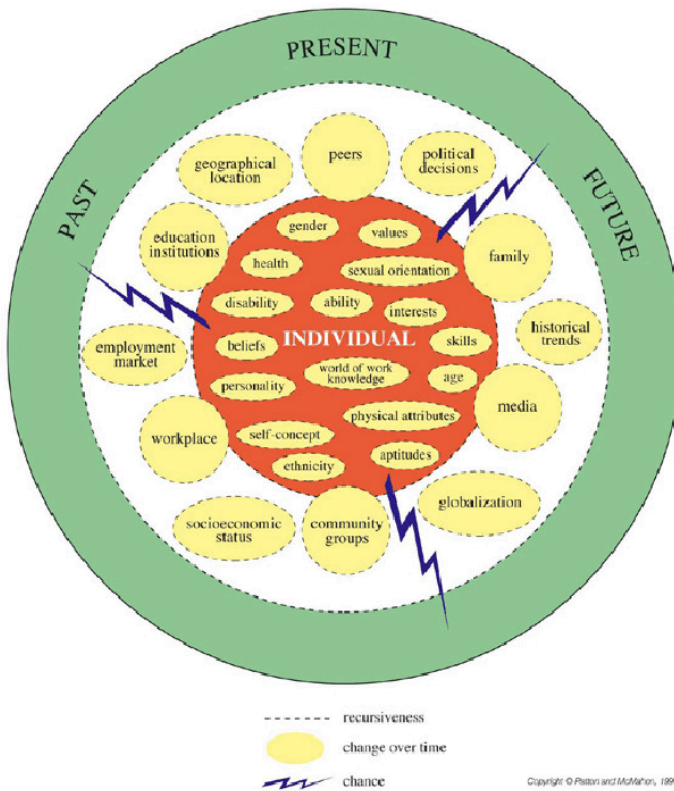 PRESENT
PAST
FUTURE
peers
political
decisions
geographical
location
education
institutions
family
gender
values
health
sexual orientation
disability
ability
interests
historical
trends
INDIVIDUAL
employment
market
beliefs
skills
world of work
knowledge
age
personality
media
physical attributes
workplace
self-concept
aptitudes
ethnicity
globalization
socioeconomic
status
community
groups
recursiveness
change over time
chance
Copyright © Patton and McMahon,